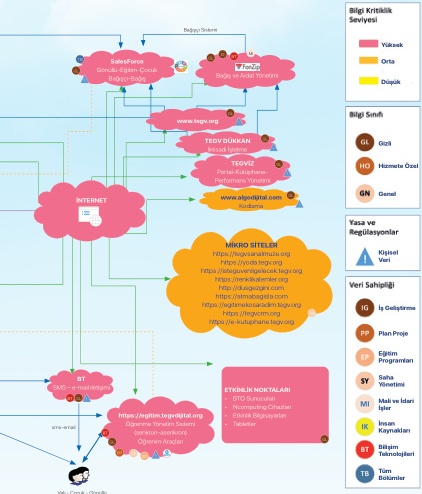 Bağışçı Sistemi
SalesForce
Gönüllü-Eğitim-Çocuk
Bağışçı-Bağış
FonZip
Bağış ve Aidat Yönetimi
www.tegv.org
TEGV DÜKKAN
İktisadi İşletme
TEGVİZ
Portal-Kütüphane-
Performans Yönetimi
www.algodijital.com
Kodlama
İNTERNET
MİKRO SİTELER
https://tegvsanalmuze.org
https://yoda.tegv.org
https://isteguvenligelecek.tegv.org
https://renklikalemler.org
http://dusgezgini.com
https://atmabagisla.com
https://egitimekosaradim.tegv.org
https://tegvcrm.org
https://e-kutuphane.tegv.org
BT
SMS – e-mail iletişimi
sms-email
https://egitim.tegvdijital.org
Öğrenme Yönetim Sistemi
(senkron-asenkron)
Öğrenim Araçları
ETKİNLİK NOKTALARI
• STO Sunucuları
• Ncomputing Cihazları
• Etkinlik Bilgisayarları
• Tabletler
Veli - Çocuk - Gönüllü
Bilgi Kritiklik
Seviyesi
Yüksek
Orta
Düşük
Bilgi Sınıfı
GL Gizli
HO Hizmete Özel
GN Genel
Yasa ve
Regülasyonlar
Kişisel
Veri
Veri Sahipliği
IG İş Geliştirme
PP Plan Proje
EP Eğitim
Programları
SY Saha
Yönetimi
MI Mali ve İdari
İşler
IK İnsan
Kaynakları
BT Bilişim
Teknolojileri
TB Tüm
Bölümler